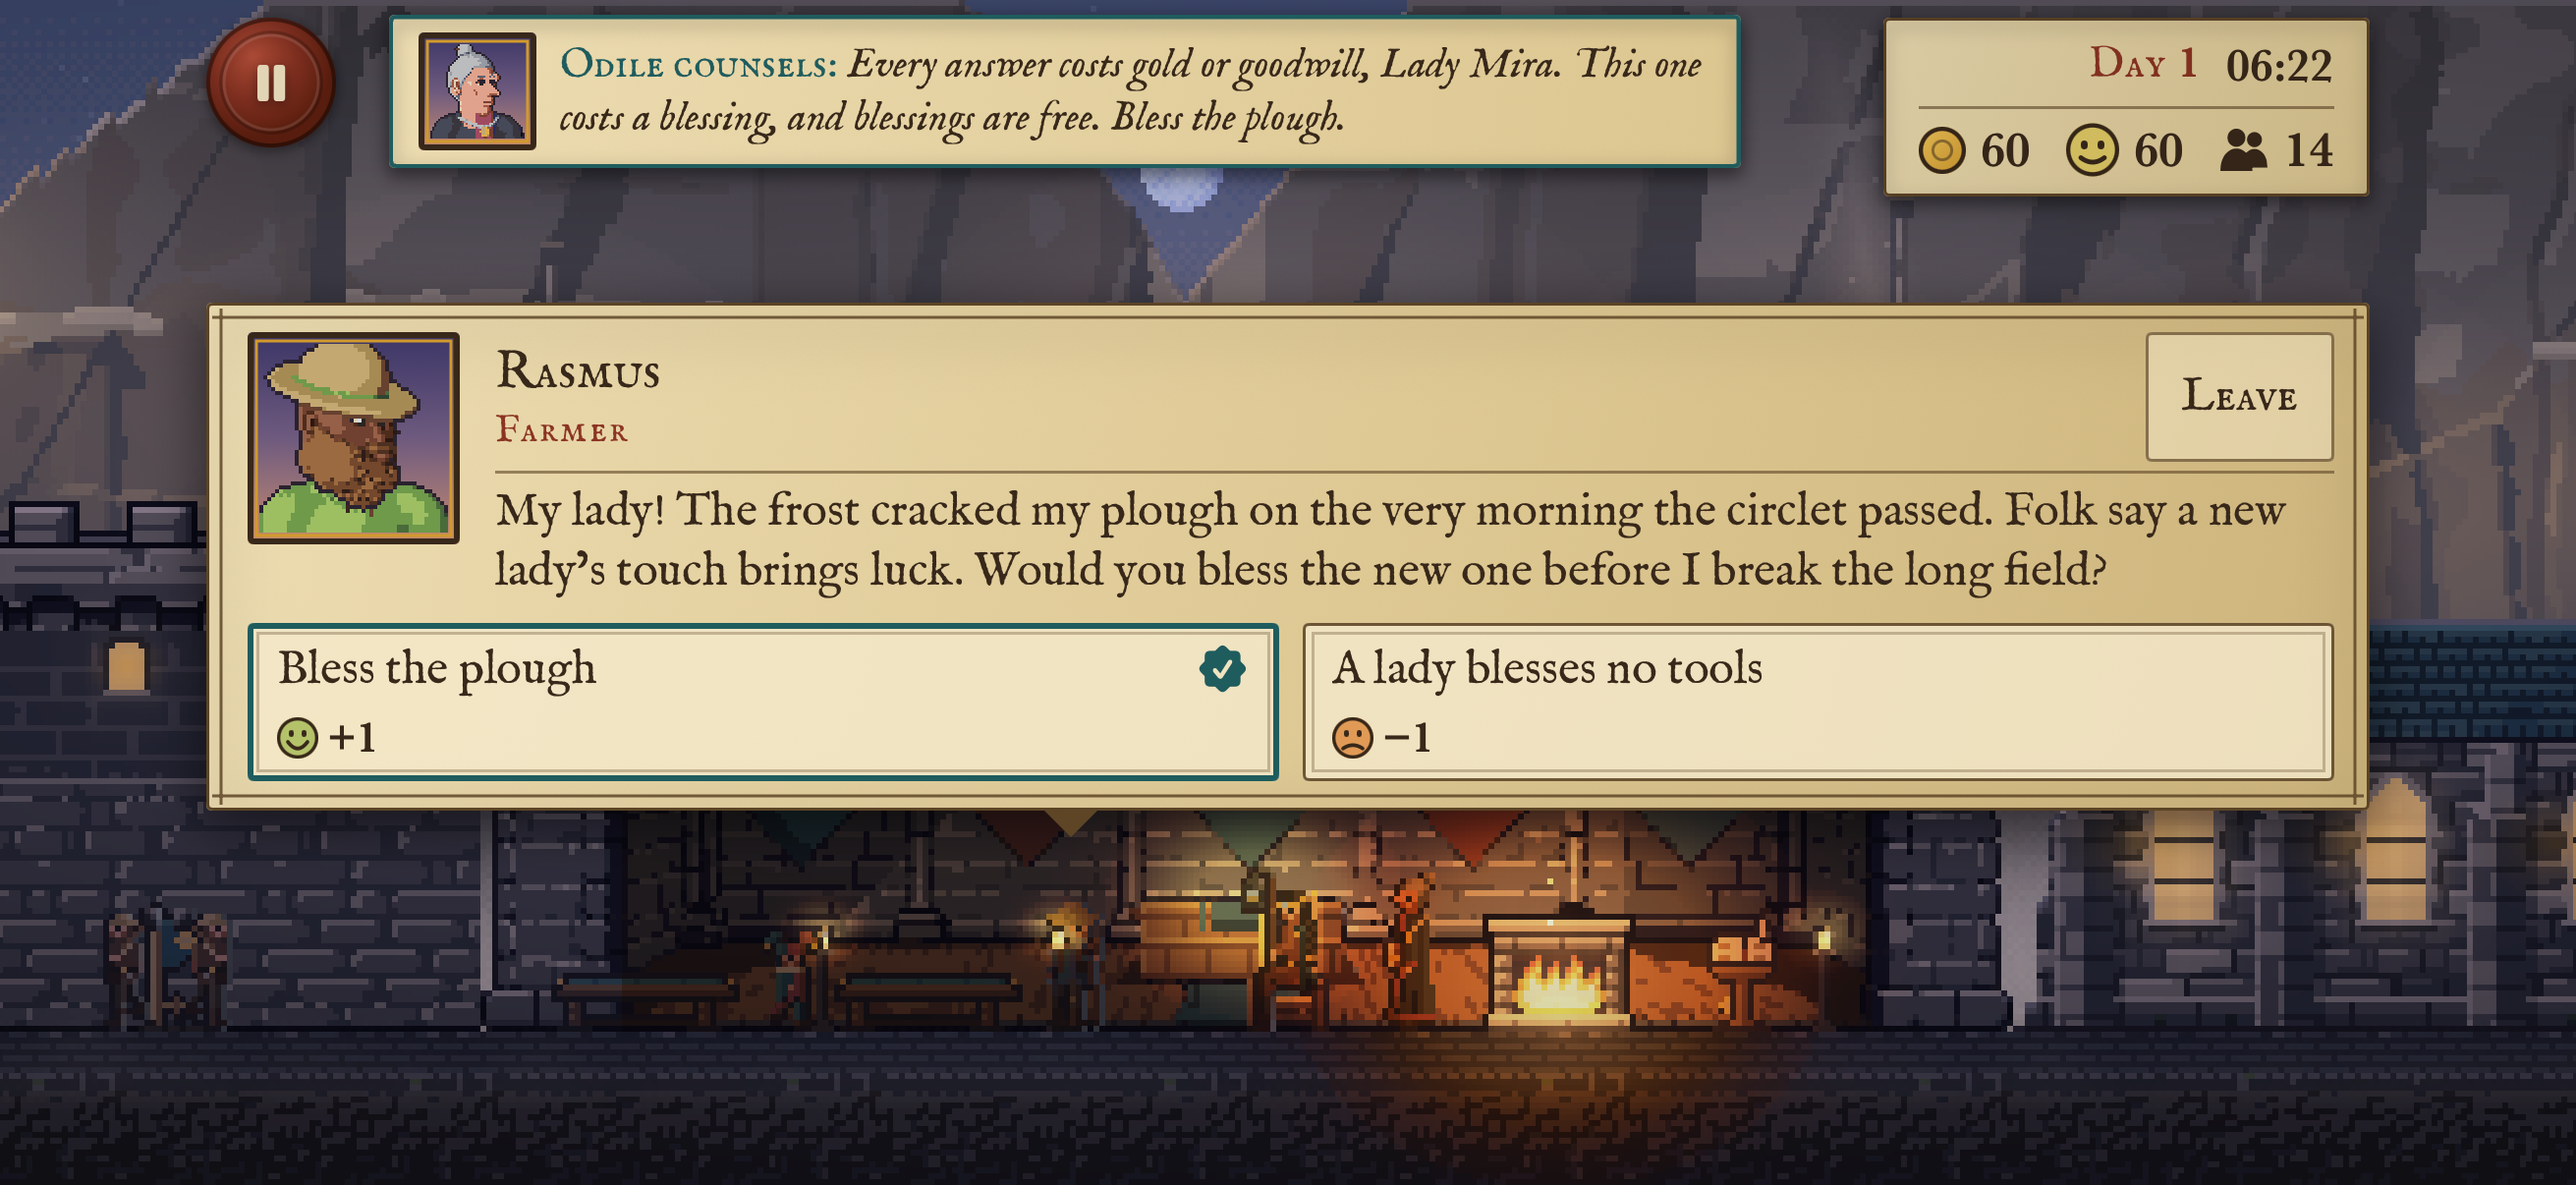 Odile counsels: Every answer costs gold or goodwill, Lady Mira. This one
costs a blessing, and blessings are free. Bless the plough.
Day 1 06:22
60 60 14
Rasmus
Farmer
Leave
My lady! The frost cracked my plough on the very morning the circlet passed. Folk say a new
lady's touch brings luck. Would you bless the new one before I break the long field?
Bless the plough
+1
A lady blesses no tools
−1